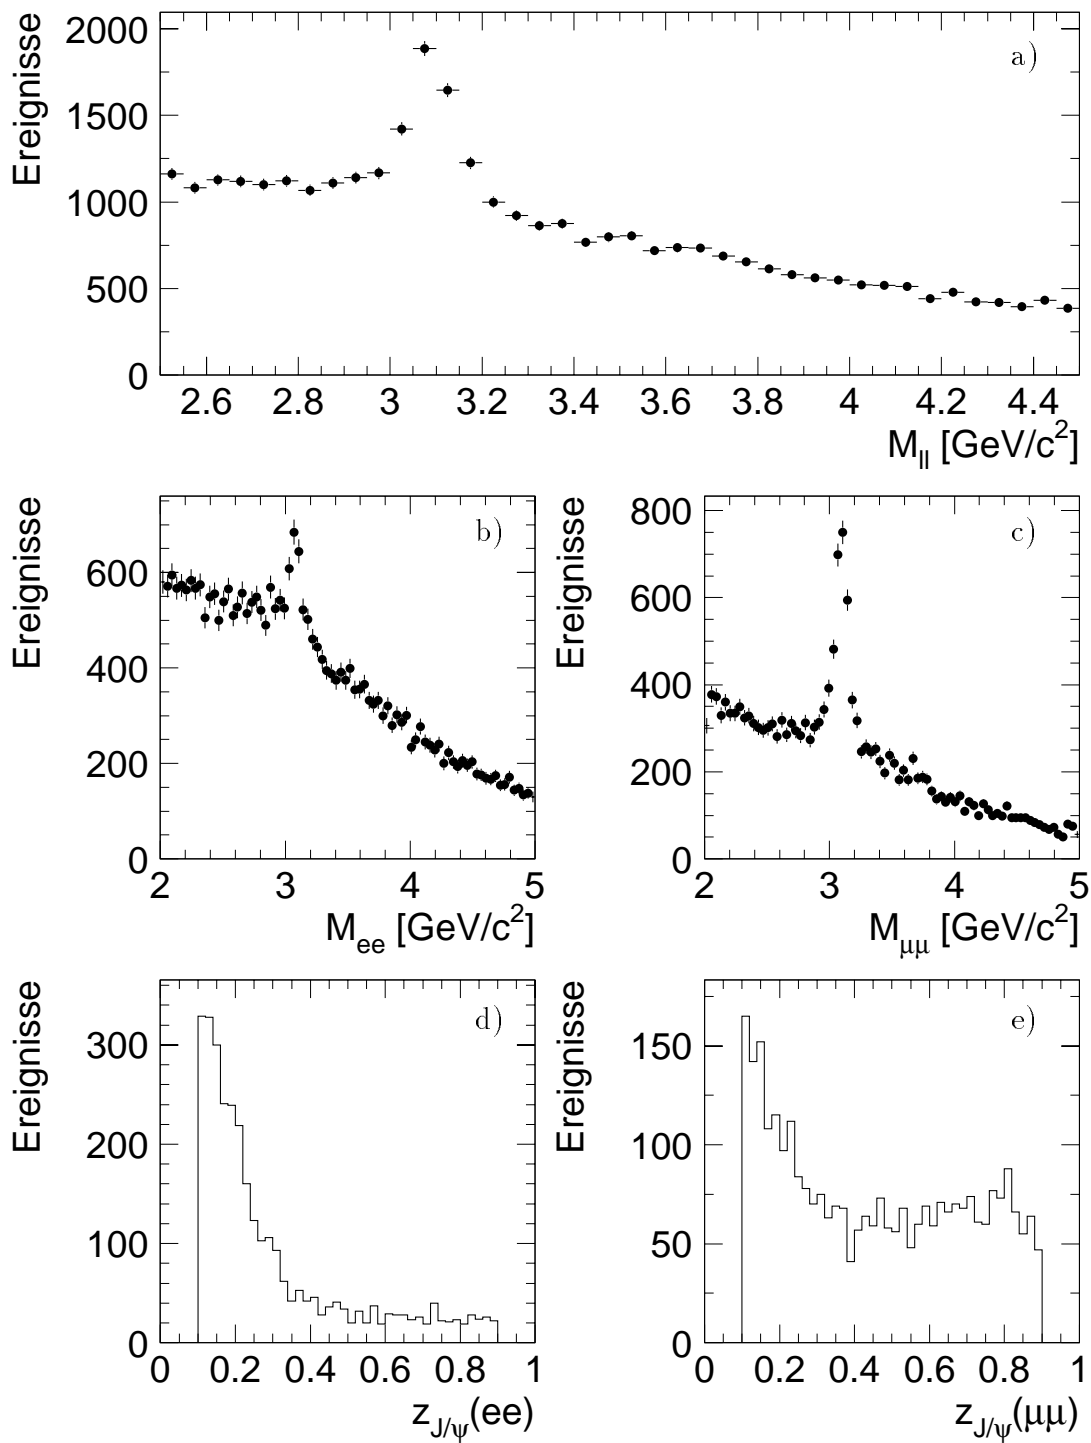 Ereignisse
a)
2000
1500
1000
500
0
2.6 2.8 3 3.2 3.4 3.6 3.8 4 4.2 4.4
M_ll [GeV/c²]
Ereignisse
b)
600
400
200
0
2 3 4 5
M_ee [GeV/c²]
Ereignisse
c)
800
600
400
200
0
2 3 4 5
M_μμ [GeV/c²]
Ereignisse
d)
300
200
100
0
0 0.2 0.4 0.6 0.8 1
z_J/ψ(ee)
Ereignisse
e)
150
100
50
0
0 0.2 0.4 0.6 0.8 1
z_J/ψ(μμ)